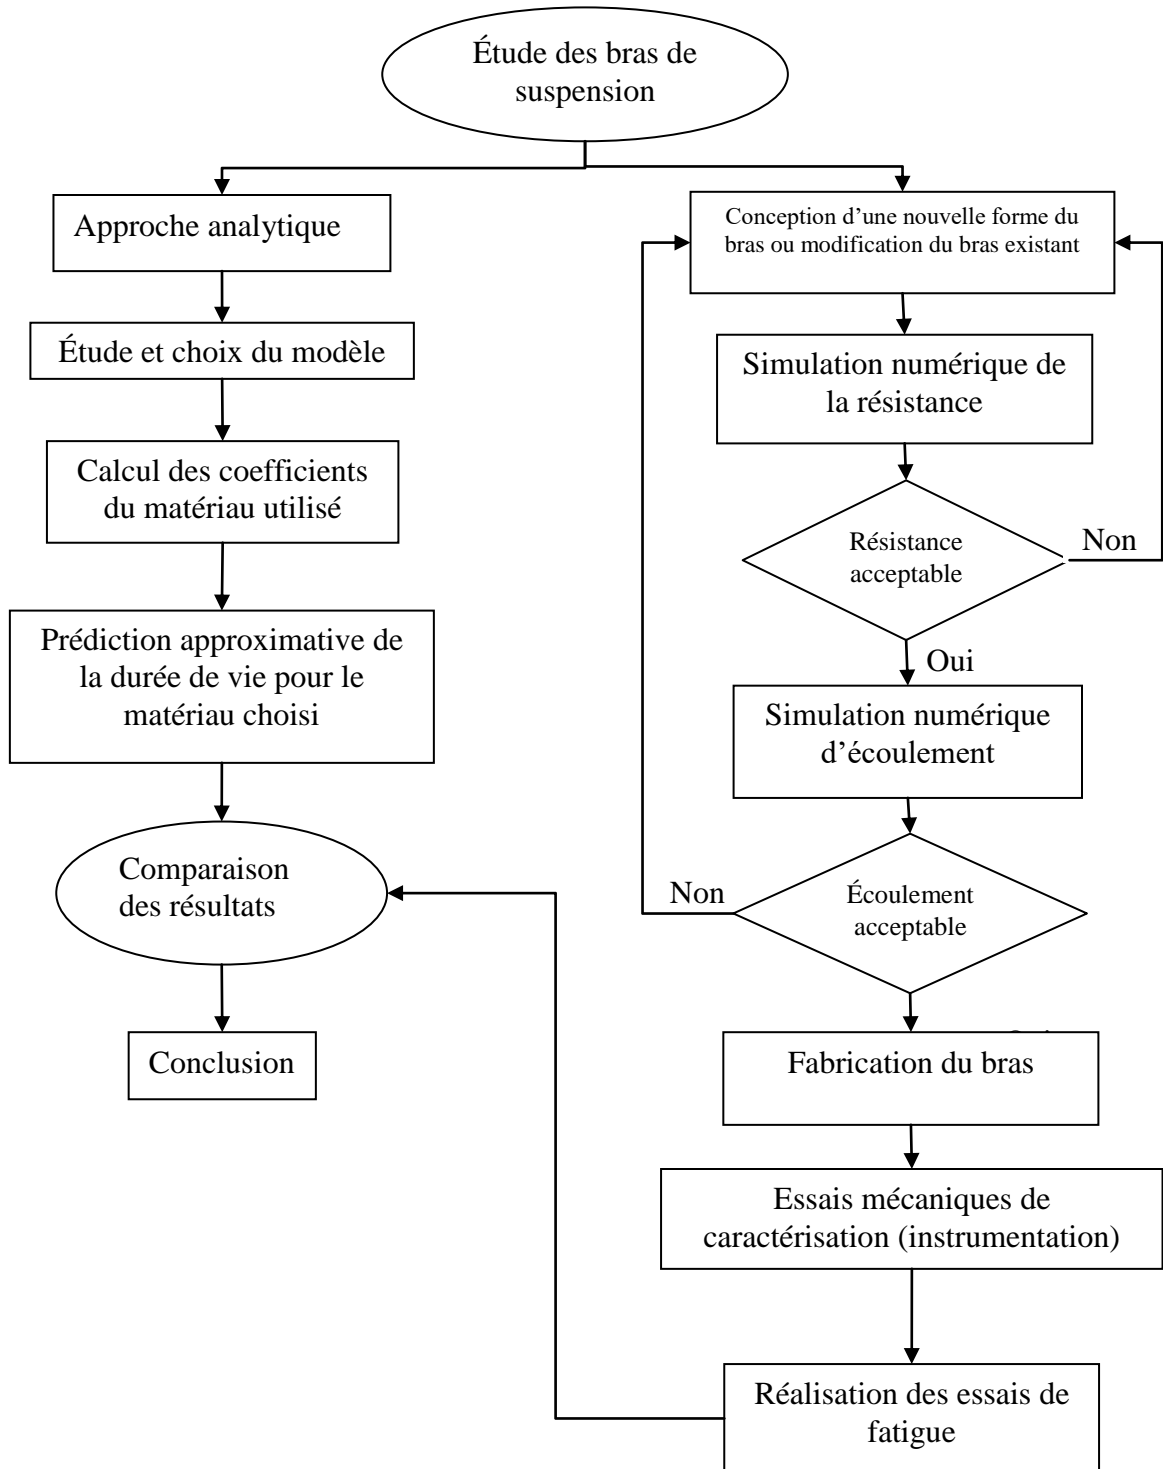 Étude des bras de
suspension
Approche analytique
Étude et choix du modèle
Calcul des coefficients
du matériau utilisé
Prédiction approximative de
la durée de vie pour le
matériau choisi
Comparaison
des résultats
Conclusion
Conception d’une nouvelle forme du
bras ou modification du bras existant
Simulation numérique de
la résistance
Résistance
acceptable
Non
Oui
Simulation numérique
d’écoulement
Écoulement
acceptable
Non
Fabrication du bras
Essais mécaniques de
caractérisation (instrumentation)
Réalisation des essais de
fatigue